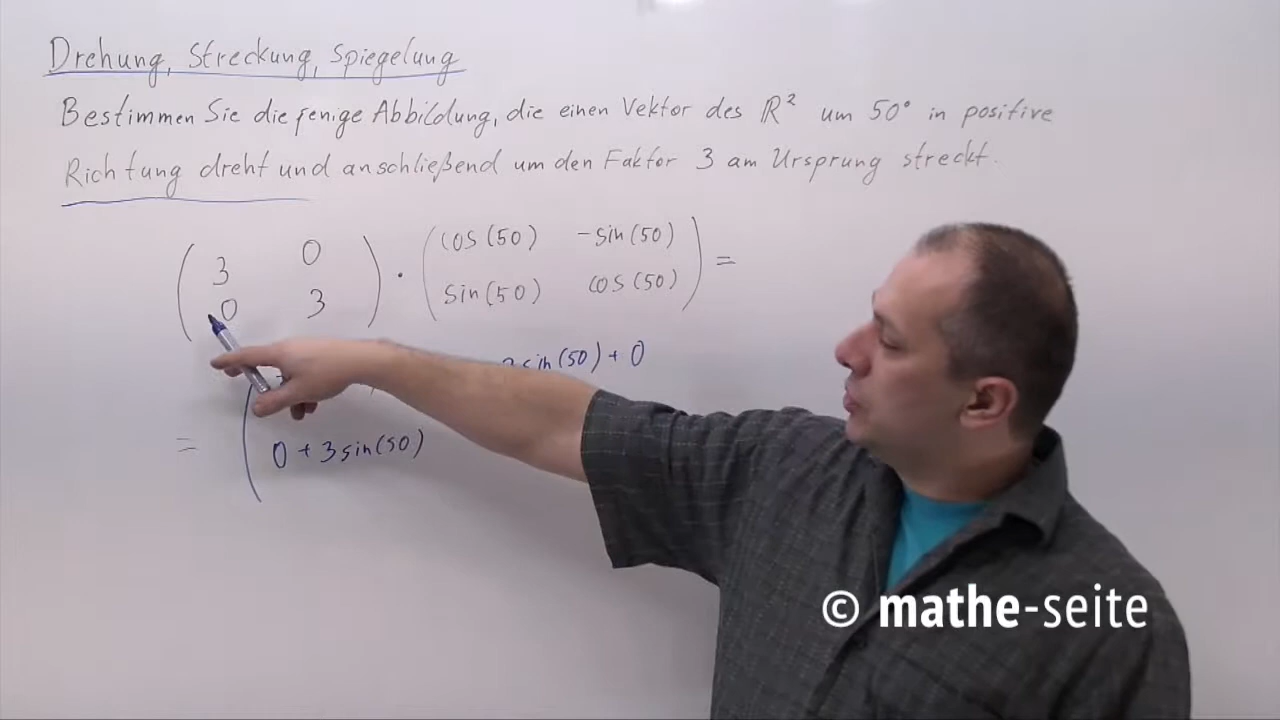 Drehung, Streckung, Spiegelung
Bestimmen Sie diejenige Abbildung, die einen Vektor des ℝ² um 50° in positive
Richtung dreht und anschließend um den Faktor 3 am Ursprung streckt.
( 3 0 ) · ( cos(50) -sin(50) ) =
( 0 3 ) ( sin(50) cos(50) )
sin(50) + 0
= ( 0 + 3 sin(50)
© mathe-seite